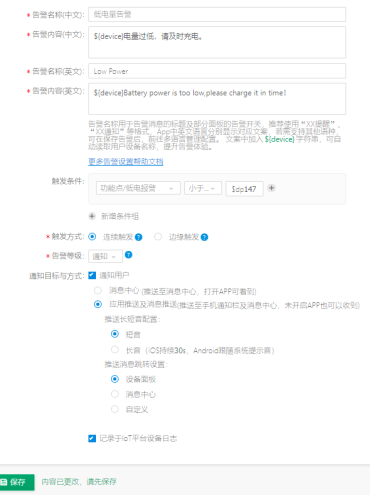 * 告警名称(中文): 低电量告警
* 告警内容(中文): ${device}电量过低，请及时充电。
* 告警名称(英文): Low Power
* 告警内容(英文): ${device}Battery power is too low,please charge it in time!
告警名称用于告警消息的标题及部分面板的告警开关，推荐使用“XX提醒”、
“XX通知”等格式，App中英文语言分别显示对应文案，若需支持其他语种，
可在保存告警后，前往多语言管理配置。 文案中加入 ${device} 字符串，可自
动读取用户设备名称，提升告警体验。
更多告警设置帮助文档
触发条件: 功能点/低电报警 小于... $dp147
新增条件组
* 触发方式: 连续触发 ? 边缘触发 ?
* 告警等级: 通知 ?
通知目标与方式: 通知用户
消息中心 (推送至消息中心，打开APP可看到)
应用推送及消息推送(推送至手机通知栏及消息中心，未开启APP也可以收到)
推送长短音配置:
短音
长音（iOS持续30s，Android跟随系统提示音）
推送消息跳转设置:
设备面板
消息中心
自定义
记录于IoT平台设备日志
保存 内容已更改，请先保存